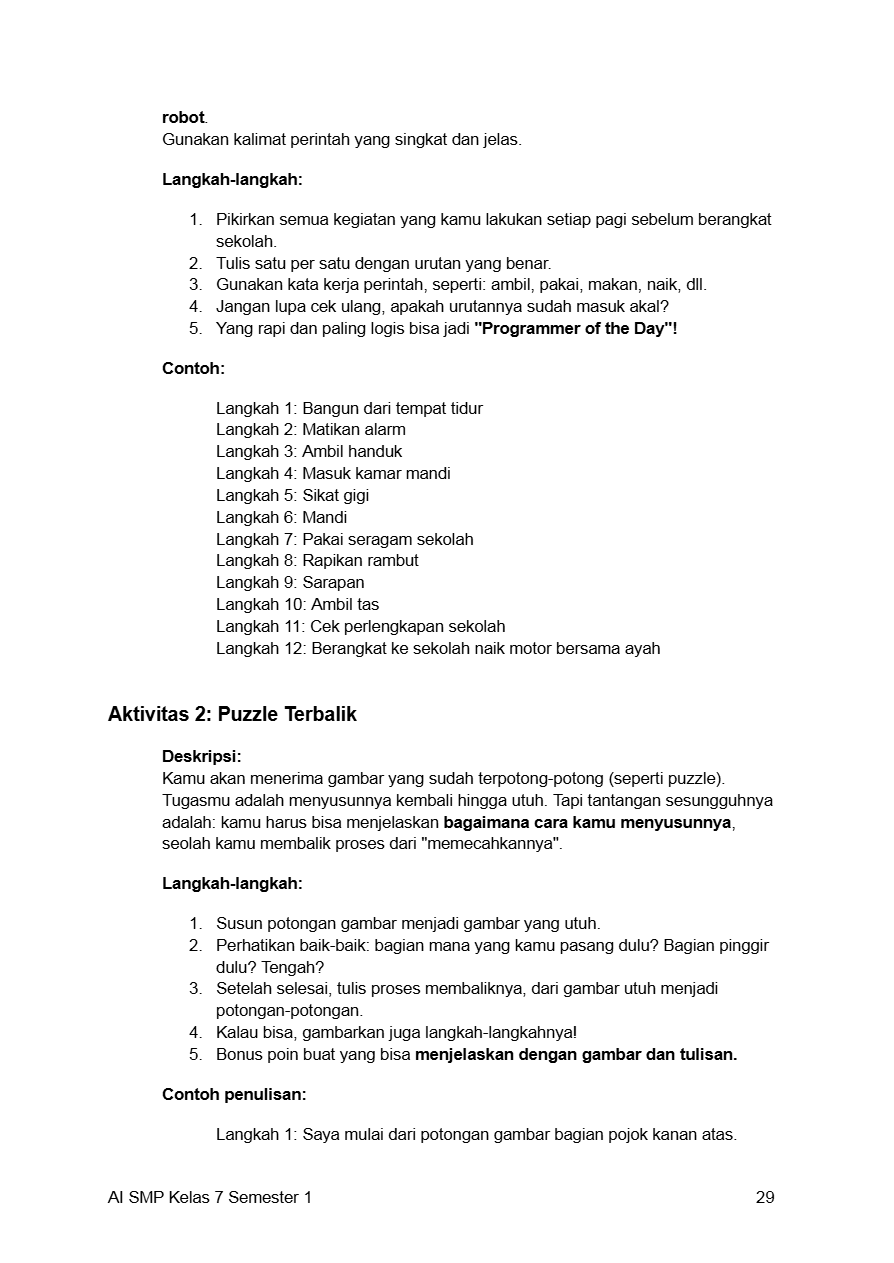 robot.
Gunakan kalimat perintah yang singkat dan jelas.
Langkah-langkah:
1. Pikirkan semua kegiatan yang kamu lakukan setiap pagi sebelum berangkat
sekolah.
2. Tulis satu per satu dengan urutan yang benar.
3. Gunakan kata kerja perintah, seperti: ambil, pakai, makan, naik, dll.
4. Jangan lupa cek ulang, apakah urutannya sudah masuk akal?
5. Yang rapi dan paling logis bisa jadi "Programmer of the Day"!
Contoh:
Langkah 1: Bangun dari tempat tidur
Langkah 2: Matikan alarm
Langkah 3: Ambil handuk
Langkah 4: Masuk kamar mandi
Langkah 5: Sikat gigi
Langkah 6: Mandi
Langkah 7: Pakai seragam sekolah
Langkah 8: Rapikan rambut
Langkah 9: Sarapan
Langkah 10: Ambil tas
Langkah 11: Cek perlengkapan sekolah
Langkah 12: Berangkat ke sekolah naik motor bersama ayah
Aktivitas 2: Puzzle Terbalik
Deskripsi:
Kamu akan menerima gambar yang sudah terpotong-potong (seperti puzzle).
Tugasmu adalah menyusunnya kembali hingga utuh. Tapi tantangan sesungguhnya
adalah: kamu harus bisa menjelaskan bagaimana cara kamu menyusunnya,
seolah kamu membalik proses dari "memecahkannya".
Langkah-langkah:
1. Susun potongan gambar menjadi gambar yang utuh.
2. Perhatikan baik-baik: bagian mana yang kamu pasang dulu? Bagian pinggir
dulu? Tengah?
3. Setelah selesai, tulis proses membaliknya, dari gambar utuh menjadi
potongan-potongan.
4. Kalau bisa, gambarkan juga langkah-langkahnya!
5. Bonus poin buat yang bisa menjelaskan dengan gambar dan tulisan.
Contoh penulisan:
Langkah 1: Saya mulai dari potongan gambar bagian pojok kanan atas.
AI SMP Kelas 7 Semester 1 29